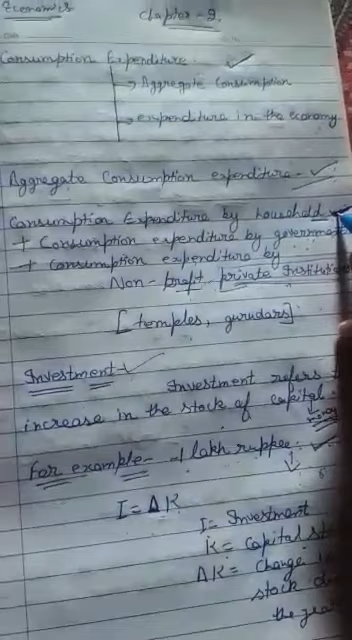 Economics
Chapter - 9.
Consumption Expenditure.
→ Aggregate Consumption
→ expenditure in the economy
Aggregate Consumption expenditure -
Consumption Expenditure by household
+ Consumption expenditure by government
+ Consumption expenditure by
Non-profit private Institution
[temples, gurudars]
Investment -
Investment refers
increase in the stock of capital.
money
For example - 1 lakh ruppee.
I = ΔK
I = Investment
K = Capital
ΔK = Change
stock
the year